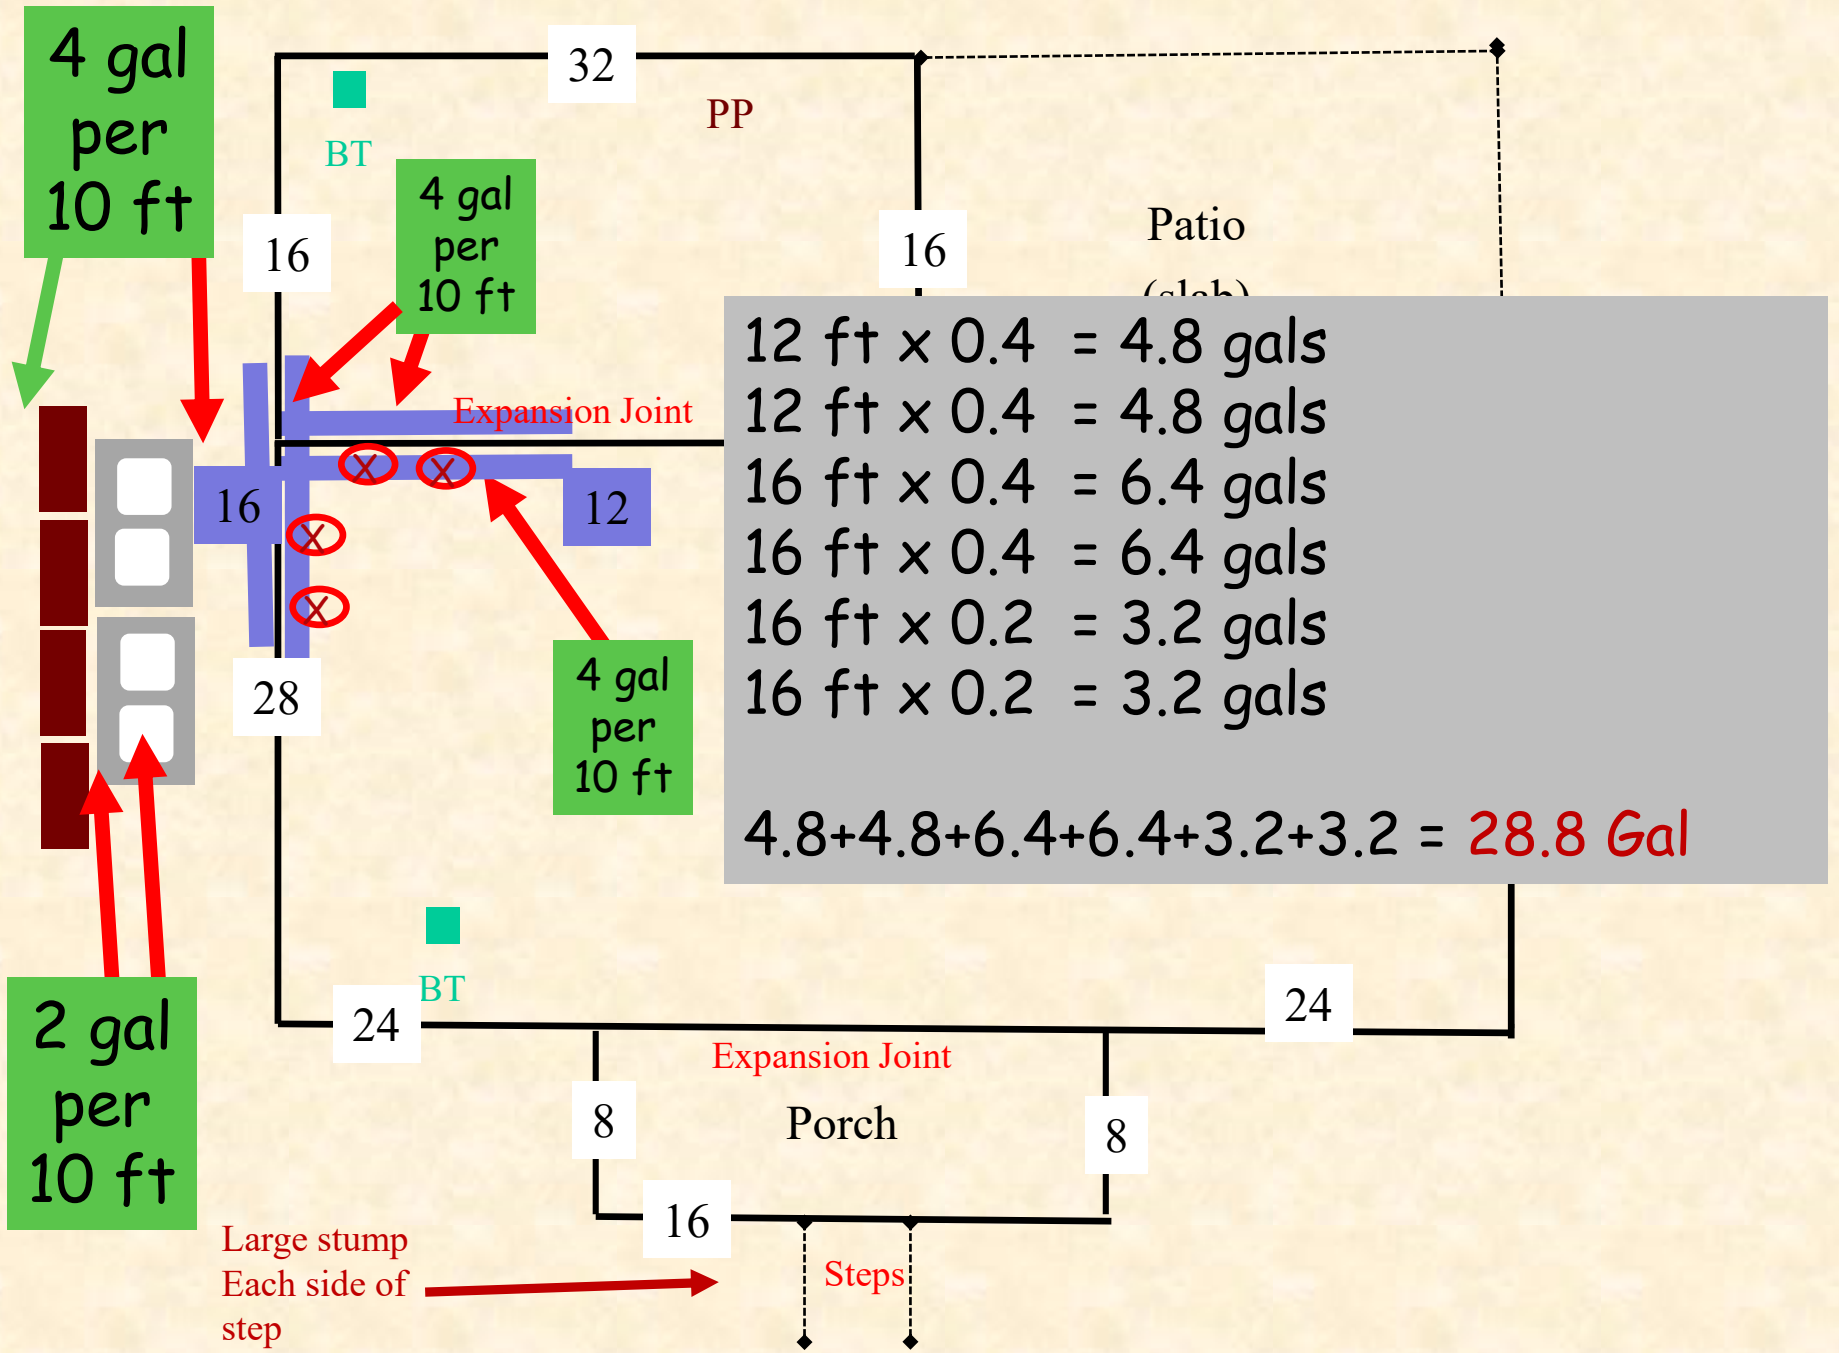 4 gal
per
10 ft
32
PP
BT
4 gal
per
10 ft
16
16
Patio
(slab)
Expansion Joint
12 ft x 0.4 = 4.8 gals
12 ft x 0.4 = 4.8 gals
16 ft x 0.4 = 6.4 gals
16 ft x 0.4 = 6.4 gals
16 ft x 0.2 = 3.2 gals
16 ft x 0.2 = 3.2 gals
4.8+4.8+6.4+6.4+3.2+3.2 = 28.8 Gal
X
X
16
12
X
X
28
4 gal
per
10 ft
BT
2 gal
per
10 ft
24
24
Expansion Joint
8
Porch
8
16
Large stump
Each side of
step
Steps